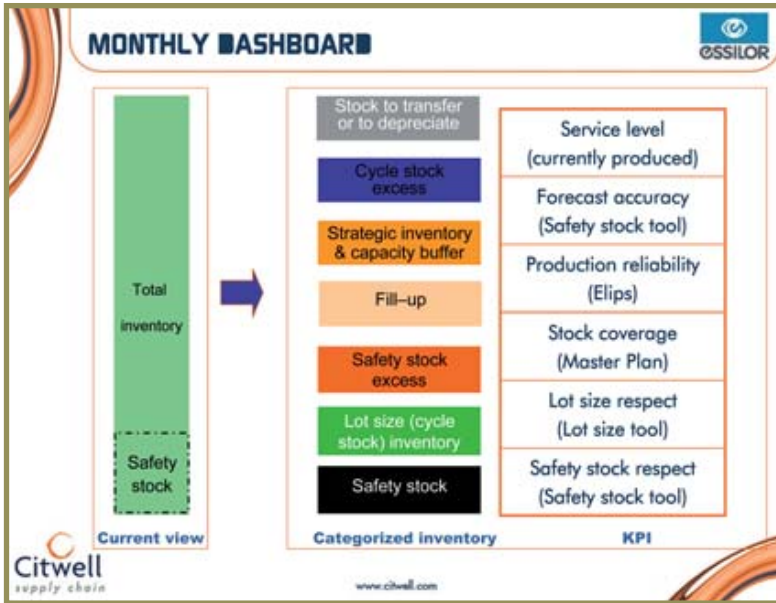 MONTHLY DASHBOARD
essilor
Total
inventory
Safety
stock
Current view
Stock to transfer
or to depreciate
Cycle stock
excess
Strategic inventory
& capacity buffer
Fill–up
Safety stock
excess
Lot size (cycle
stock) inventory
Safety stock
Categorized inventory
Service level
(currently produced)
Forecast accuracy
(Safety stock tool)
Production reliability
(Elips)
Stock coverage
(Master Plan)
Lot size respect
(Lot size tool)
Safety stock respect
(Safety stock tool)
KPI
Citwell
supply chain
www.citwell.com